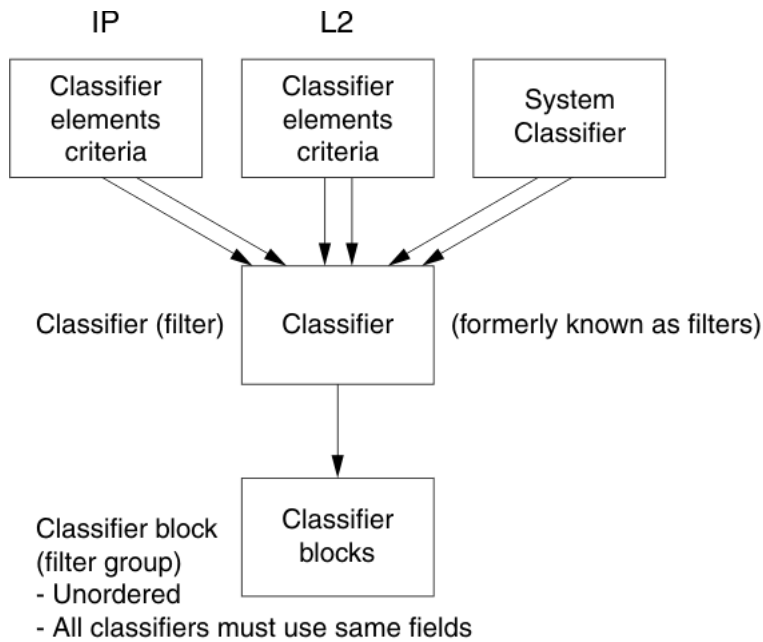 IP
L2
Classifier
elements
criteria
Classifier
elements
criteria
System
Classifier
Classifier (filter)
Classifier
(formerly known as filters)
Classifier
blocks
Classifier block
(filter group)
- Unordered
- All classifiers must use same fields